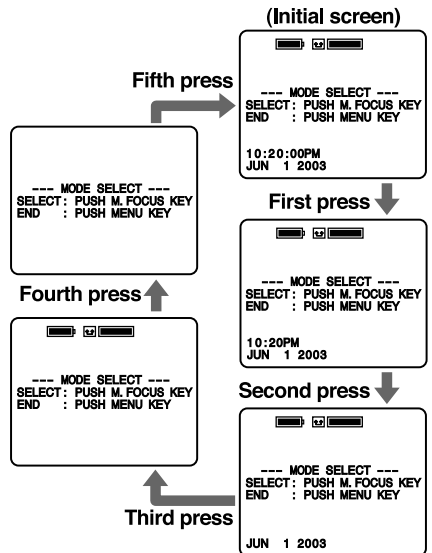 (Initial screen)
--- MODE SELECT ---
SELECT: PUSH M. FOCUS KEY
END : PUSH MENU KEY
10:20:00PM
JUN 1 2003
First press
--- MODE SELECT ---
SELECT: PUSH M. FOCUS KEY
END : PUSH MENU KEY
10:20PM
JUN 1 2003
Second press
--- MODE SELECT ---
SELECT: PUSH M. FOCUS KEY
END : PUSH MENU KEY
JUN 1 2003
Third press
--- MODE SELECT ---
SELECT: PUSH M. FOCUS KEY
END : PUSH MENU KEY
Fourth press
--- MODE SELECT ---
SELECT: PUSH M. FOCUS KEY
END : PUSH MENU KEY
Fifth press